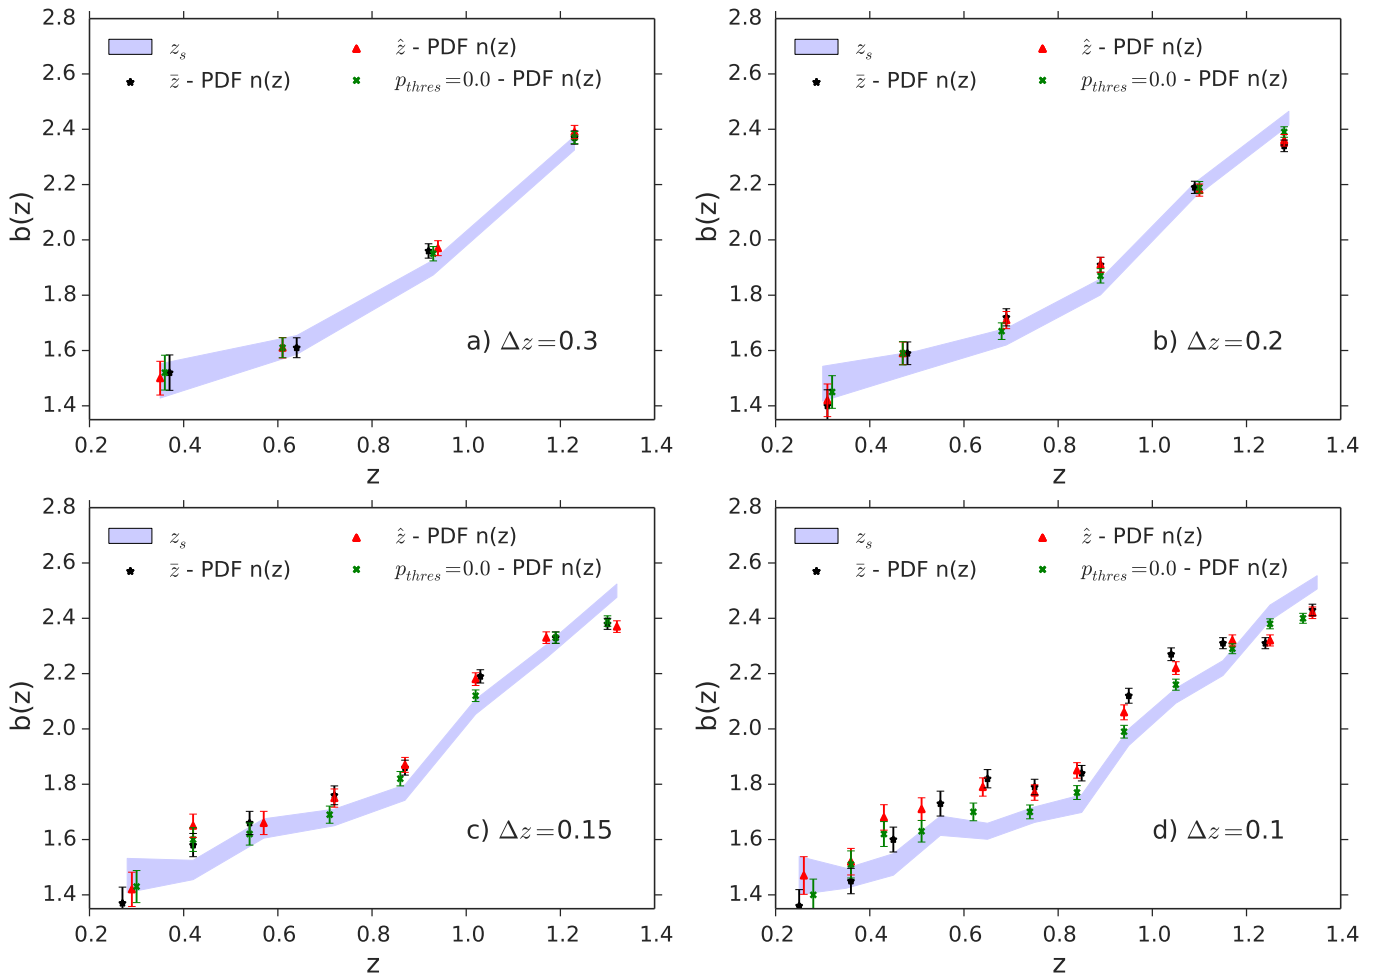 2.8
2.6
2.4
2.2
2.0
1.8
1.6
1.4
b(z)
z_s
z̄ - PDF n(z)
ẑ - PDF n(z)
p_thres=0.0 - PDF n(z)
a) Δz=0.3
0.2 0.4 0.6 0.8 1.0 1.2 1.4
z
2.8
2.6
2.4
2.2
2.0
1.8
1.6
1.4
b(z)
z_s
z̄ - PDF n(z)
ẑ - PDF n(z)
p_thres=0.0 - PDF n(z)
b) Δz=0.2
0.2 0.4 0.6 0.8 1.0 1.2 1.4
z
2.8
2.6
2.4
2.2
2.0
1.8
1.6
1.4
b(z)
z_s
z̄ - PDF n(z)
ẑ - PDF n(z)
p_thres=0.0 - PDF n(z)
c) Δz=0.15
0.2 0.4 0.6 0.8 1.0 1.2 1.4
z
2.8
2.6
2.4
2.2
2.0
1.8
1.6
1.4
b(z)
z_s
z̄ - PDF n(z)
ẑ - PDF n(z)
p_thres=0.0 - PDF n(z)
d) Δz=0.1
0.2 0.4 0.6 0.8 1.0 1.2 1.4
z